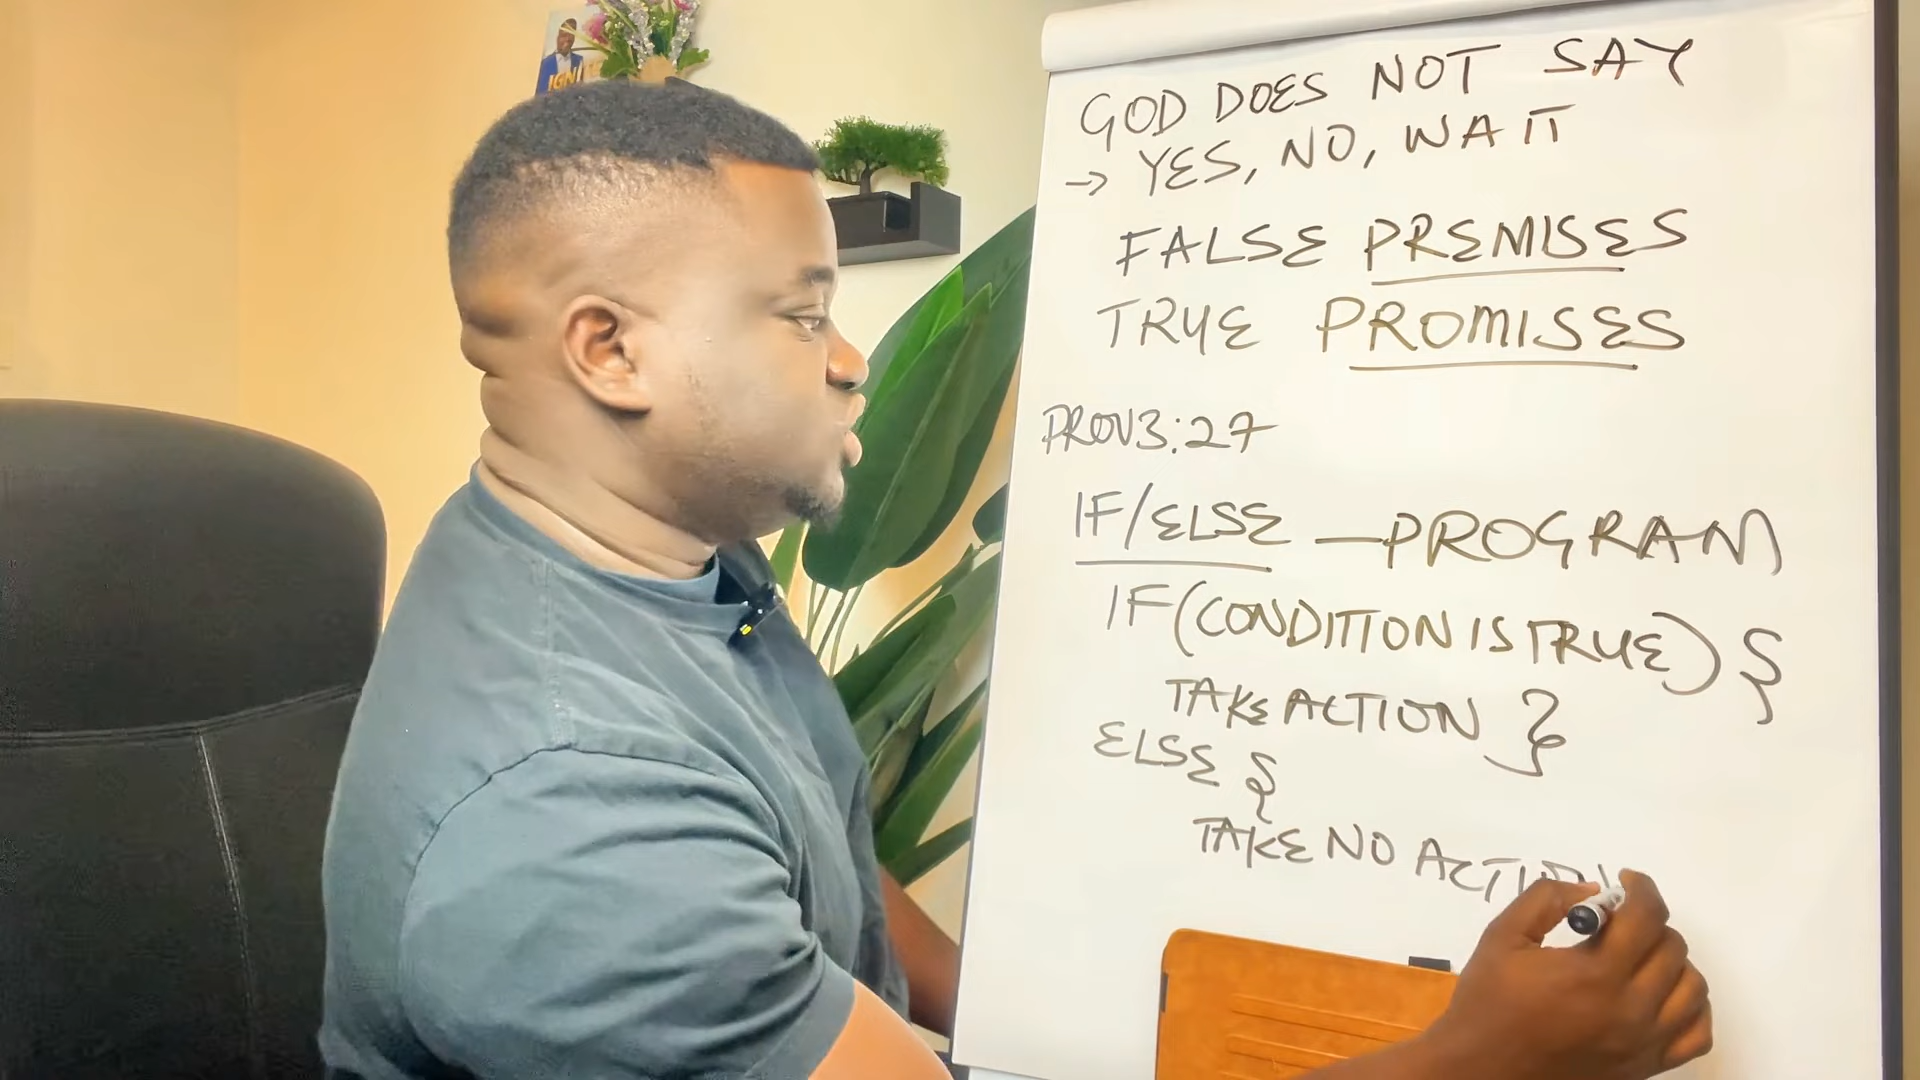 GOD DOES NOT SAY
→ YES, NO, WAIT
FALSE PREMISES
TRUE PROMISES
PROV3:27
IF/ELSE — PROGRAM
IF(CONDITION IS TRUE) {
TAKE ACTION }
ELSE {
TAKE NO ACTION